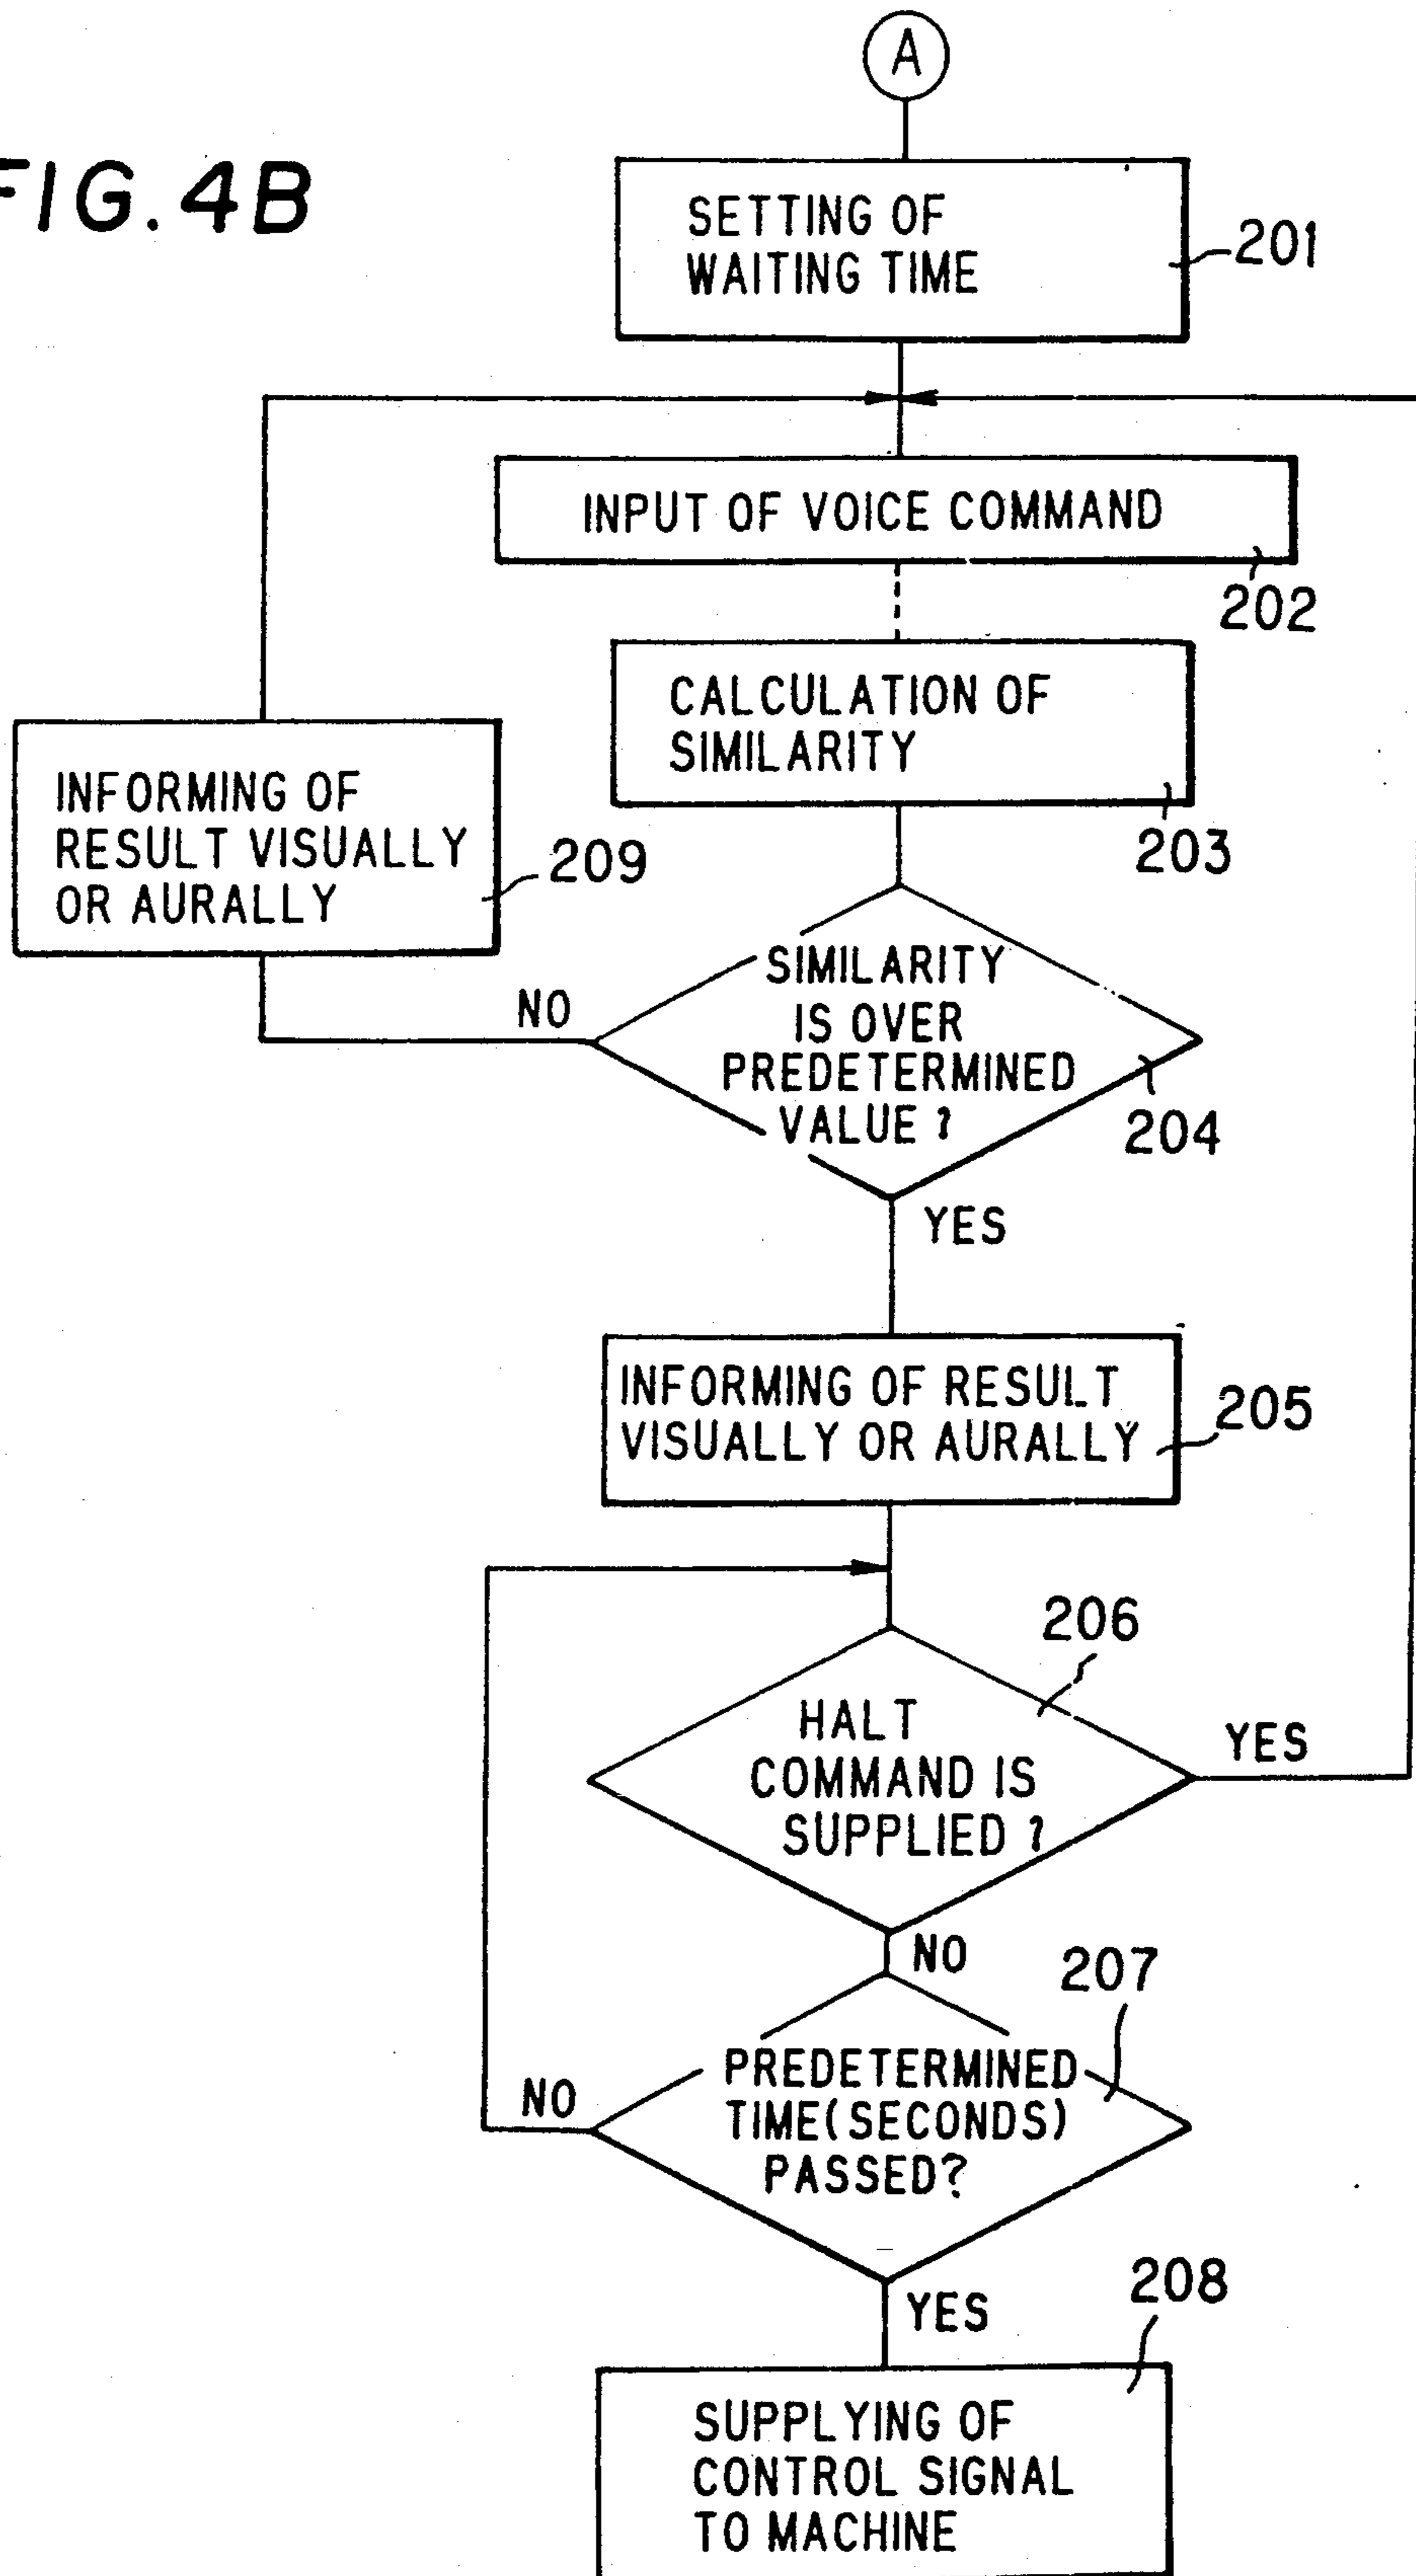 A
FIG. 4B
SETTING OF
WAITING TIME
201
INPUT OF VOICE COMMAND
202
CALCULATION OF
SIMILARITY
203
INFORMING OF
RESULT VISUALLY
OR AURALLY
209
SIMILARITY
IS OVER
PREDETERMINED
VALUE ?
204
NO
YES
INFORMING OF RESULT
VISUALLY OR AURALLY
205
206
HALT
COMMAND IS
SUPPLIED ?
YES
NO
207
PREDETERMINED
TIME(SECONDS)
PASSED?
NO
YES
208
SUPPLYING OF
CONTROL SIGNAL
TO MACHINE